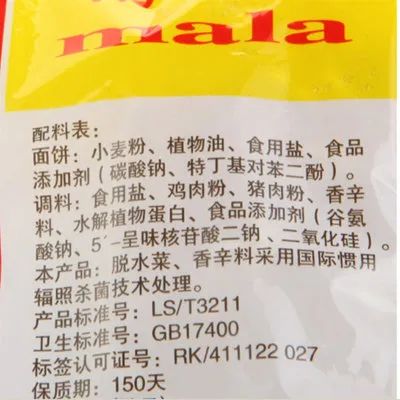 mala
配料表：
面饼：小麦粉、植物油、食用盐、食品
添加剂（碳酸钠、特丁基对苯二酚）。
调料：食用盐、鸡肉粉、猪肉粉、香辛
料、水解植物蛋白、食品添加剂（谷氨
酸钠、5′-呈味核苷酸二钠、二氧化硅）。
本产品：脱水菜、香辛料采用国际惯用
辐照杀菌技术处理。
产品标准号：LS/T3211
卫生标准号：GB17400
标签认可证号：RK/411122 027
保质期：150天